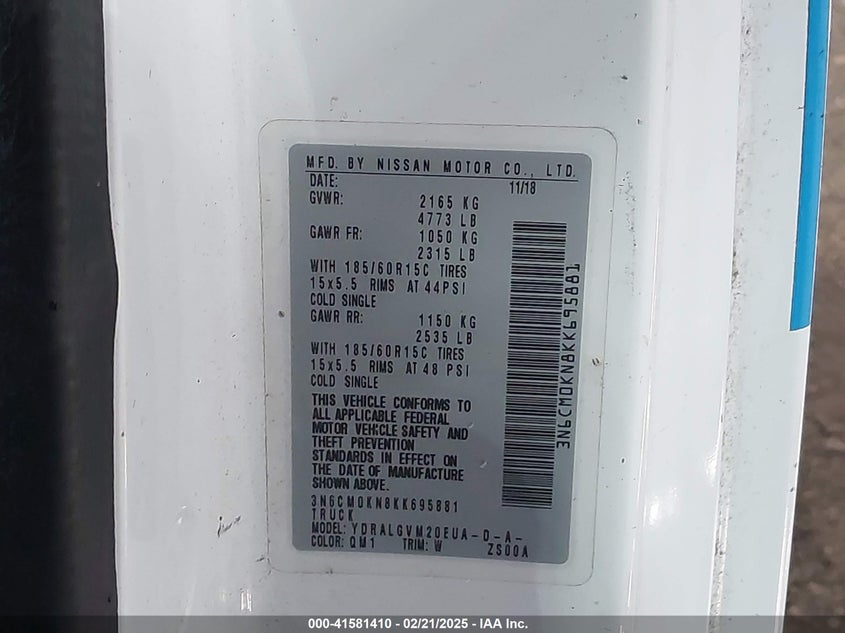 MFD. BY NISSAN MOTOR CO., LTD.
DATE: 11/18
GVWR: 2165 KG
4773 LB
GAWR FR: 1050 KG
2315 LB
WITH 185/60R15C TIRES
15x5.5 RIMS AT 44PSI
COLD SINGLE
GAWR RR: 1150 KG
2535 LB
WITH 185/60R15C TIRES
15x5.5 RIMS AT 48 PSI
COLD SINGLE
THIS VEHICLE CONFORMS TO
ALL APPLICABLE FEDERAL
MOTOR VEHICLE SAFETY AND
THEFT PREVENTION
STANDARDS IN EFFECT ON
THE DATE OF MANUFACTURE
SHOWN ABOVE.
3N6CM0KN8KK695881
TRUCK
MODEL: YDRALGVM20EUA-D-A-
COLOR: QM1 TRIM: W ZS00A
3N6CM0KN8KK695881
000-41581410 - 02/21/2025 - IAA Inc.